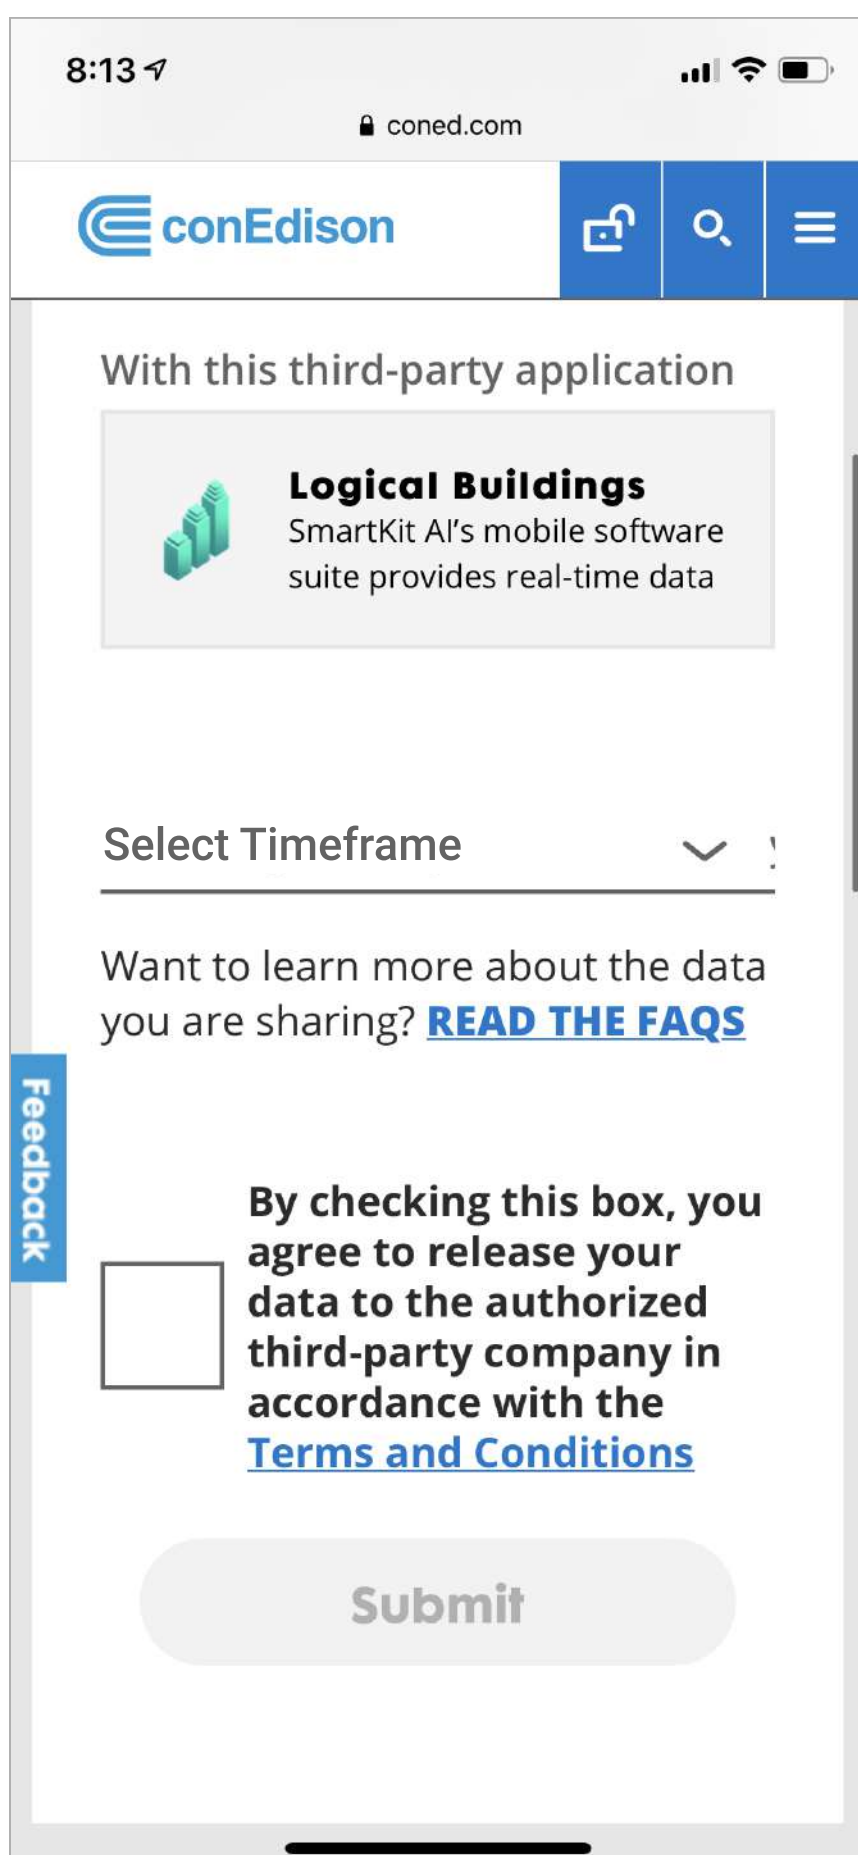 8:13
coned.com
conEdison
With this third-party application
Logical Buildings
SmartKit AI's mobile software
suite provides real-time data
Select Timeframe
Want to learn more about the data
you are sharing? READ THE FAQS
Feedback
By checking this box, you
agree to release your
data to the authorized
third-party company in
accordance with the
Terms and Conditions
Submit